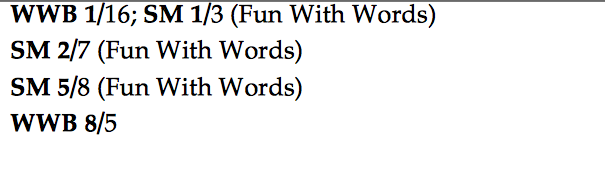 WWB 1/16; SM 1/3 (Fun With Words)
SM 2/7 (Fun With Words)
SM 5/8 (Fun With Words)
WWB 8/5